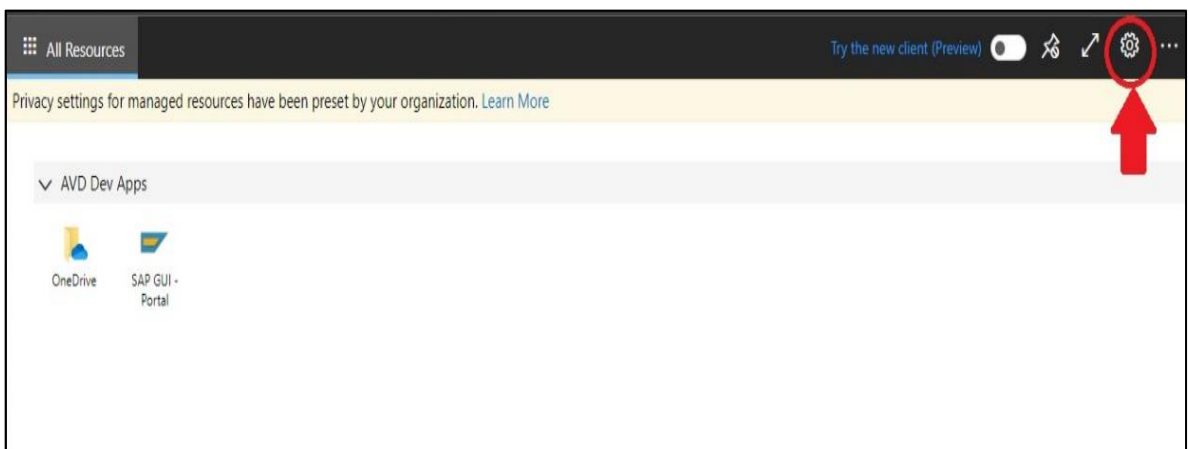 All Resources
Try the new client (Preview)
Privacy settings for managed resources have been preset by your organization. Learn More
AVD Dev Apps
OneDrive
SAP GUI -
Portal